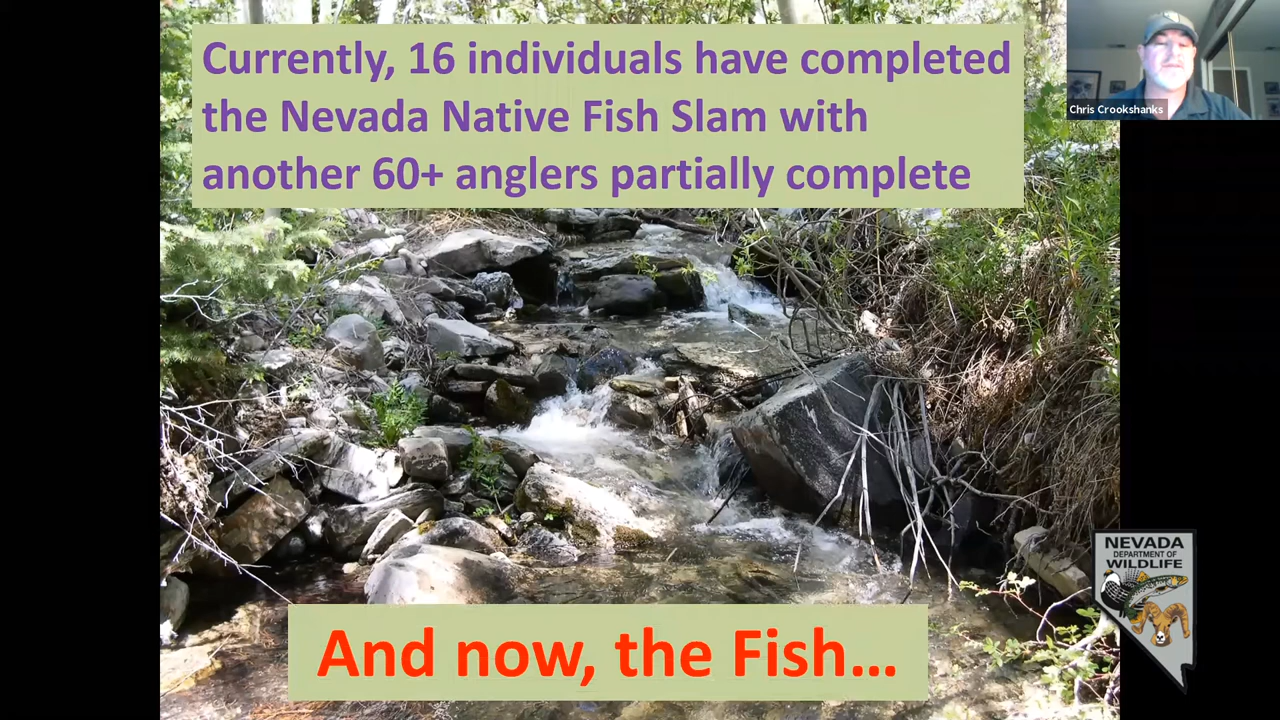 Currently, 16 individuals have completed
the Nevada Native Fish Slam with
another 60+ anglers partially complete
Chris Crookshanks
NEVADA
DEPARTMENT OF
WILDLIFE
And now, the Fish...